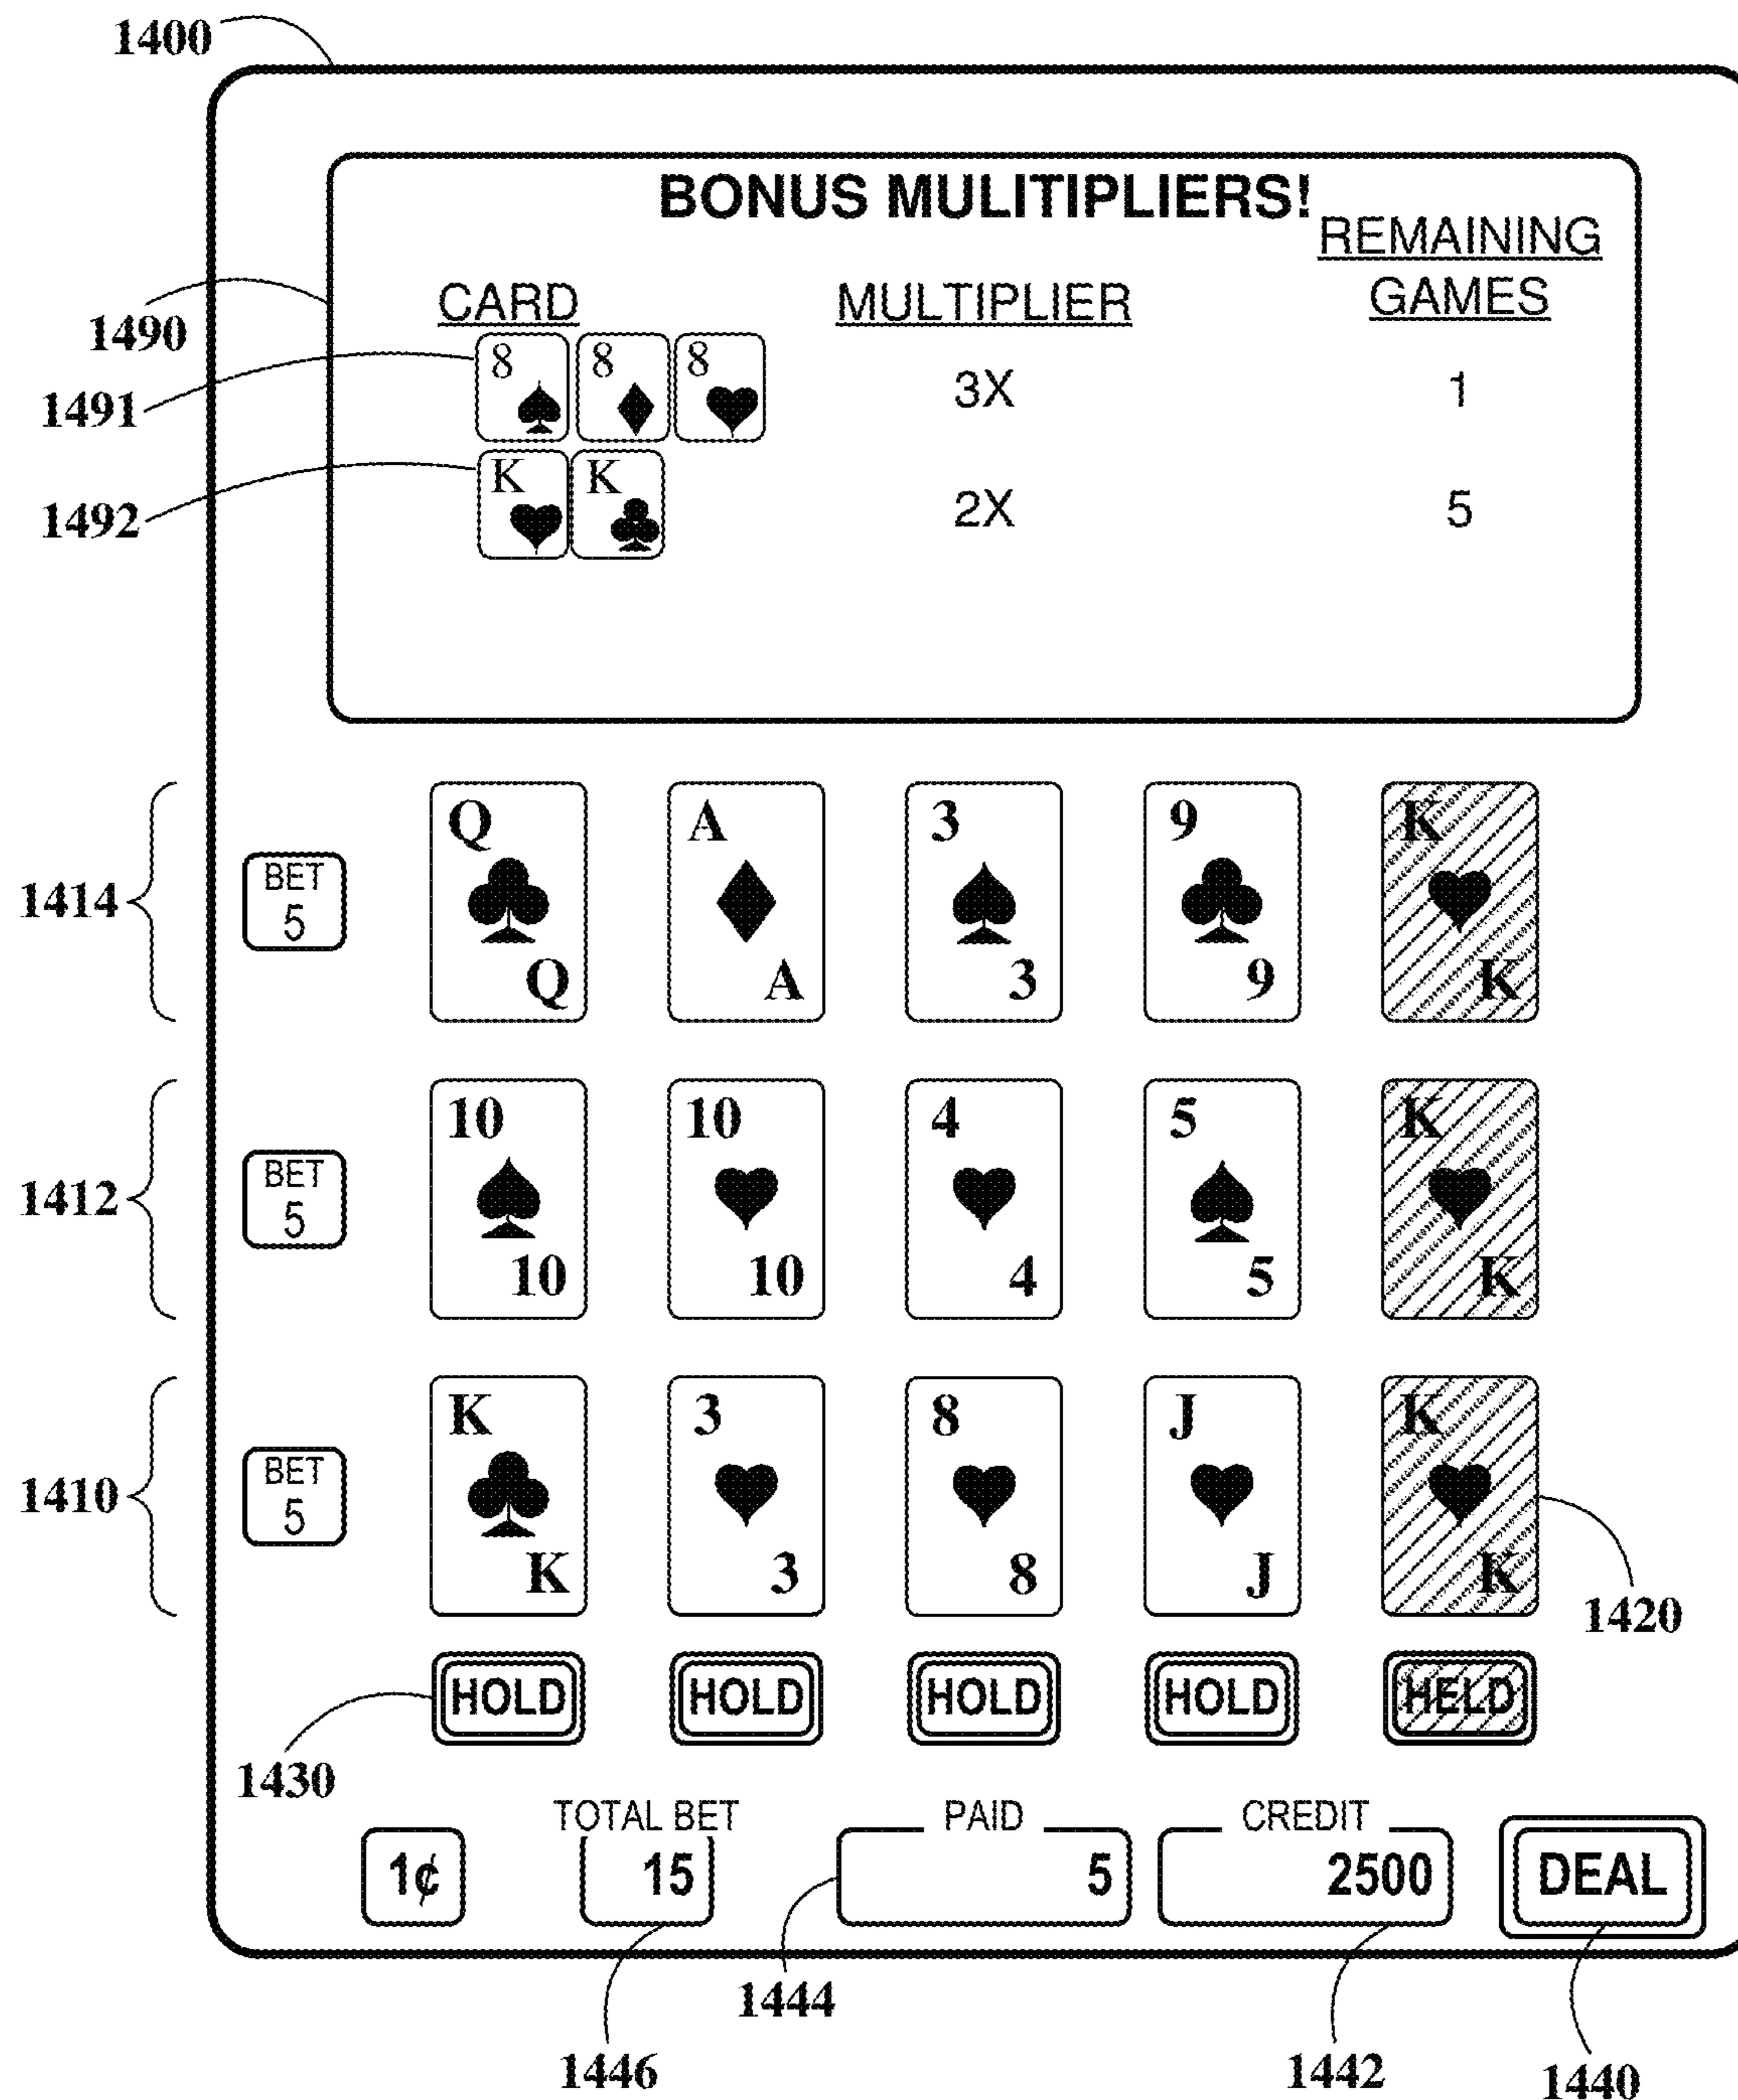 1400
BONUS MULITIPLIERS!
REMAINING
GAMES
CARD
MULTIPLIER
1490
8 8 8
3X
1
1491
K K
2X
5
1492
Q A 3 9 K
1414
BET
5
Q A 3 9 K
10 10 4 5 K
1412
BET
5
10 10 4 5 K
K 3 8 J K
1410
BET
5
K 3 8 J K
1420
HOLD HOLD HOLD HOLD HELD
1430
TOTAL BET PAID CREDIT
1¢ 15 5 2500 DEAL
1444
1446 1442 1440